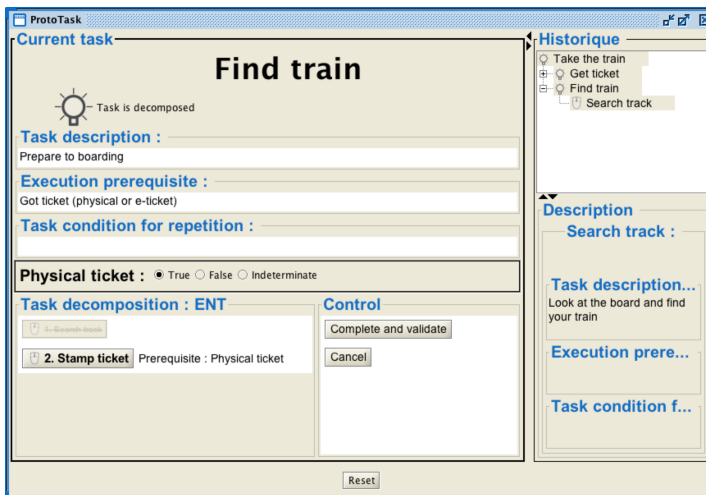 ProtoTask
Current task
Find train
Task is decomposed
Task description :
Prepare to boarding
Execution prerequisite :
Got ticket (physical or e-ticket)
Task condition for repetition :
Physical ticket : True False Indeterminate
Task decomposition : ENT
1. Search track
2. Stamp ticket Prerequisite : Physical ticket
Control
Complete and validate
Cancel
Reset
Historique
Take the train
Get ticket
Find train
Search track
Description
Search track :
Task description...
Look at the board and find
your train
Execution prere...
Task condition f...